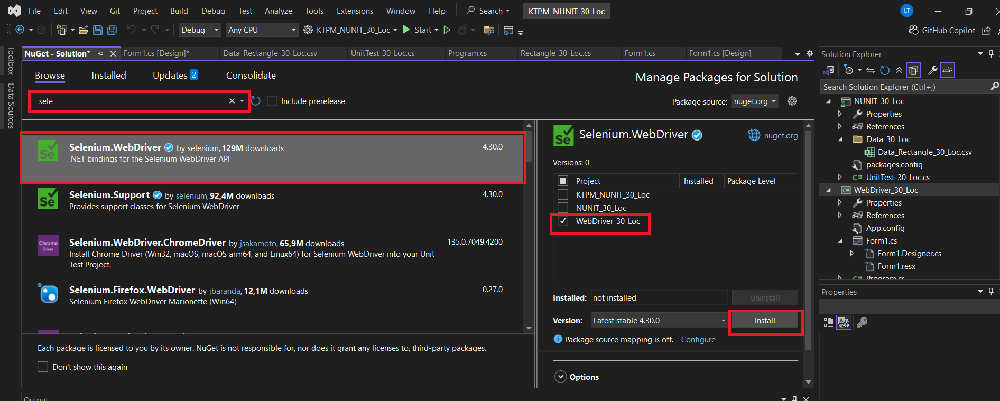 File Edit View Git Project Build Debug Test Analyze Tools Extensions Window Help Search KTPM_NUNIT_30_Loc LT
Debug Any CPU KTPM_NUNIT_30_Loc Start GitHub Copilot
Toolbox
Data Sources
NuGet - Solution* Form1.cs [Design]* Data_Rectangle_30_Loc.csv UnitTest_30_Loc.cs Program.cs Rectangle_30_Loc.cs Form1.cs Form1.cs [Design]
Browse Installed Updates 2 Consolidate
Manage Packages for Solution
sele
Include prerelease
Package source: nuget.org
Selenium.WebDriver by selenium, 129M downloads 4.30.0
.NET bindings for the Selenium WebDriver API
Selenium.Support by selenium, 92,4M downloads 4.30.0
Provides support classes for Selenium WebDriver
Selenium.WebDriver.ChromeDriver by jsakamoto, 65,9M downloads 135.0.7049.4200
Install Chrome Driver (Win32, macOS, macOS arm64, and Linux64) for Selenium WebDriver into your Unit
Test Project.
Selenium.Firefox.WebDriver by jbaranda, 12,1M downloads 0.27.0
Selenium Firefox WebDriver Marionette (Win64)
Se
Se
Chrome
Driver
Each package is licensed to you by its owner. NuGet is not responsible for, nor does it grant any licenses to, third-party packages.
Don't show this again
Se
Selenium.WebDriver nuget.org
Versions: 0
Project Installed Package Level
KTPM_NUNIT_30_Loc
NUNIT_30_Loc
WebDriver_30_Loc
Installed: not installed Uninstall
Version: Latest stable 4.30.0 Install
Package source mapping is off. Configure
Options
Solution Explorer
Search Solution Explorer (Ctrl+;)
NUNIT_30_Loc
Properties
References
Data_30_Loc
Data_Rectangle_30_Loc.csv
packages.config
C# UnitTest_30_Loc.cs
C# WebDriver_30_Loc
Properties
References
App.config
Form1.cs
Form1.Designer.cs
Form1.resx
C# Program.cs
Properties
Output